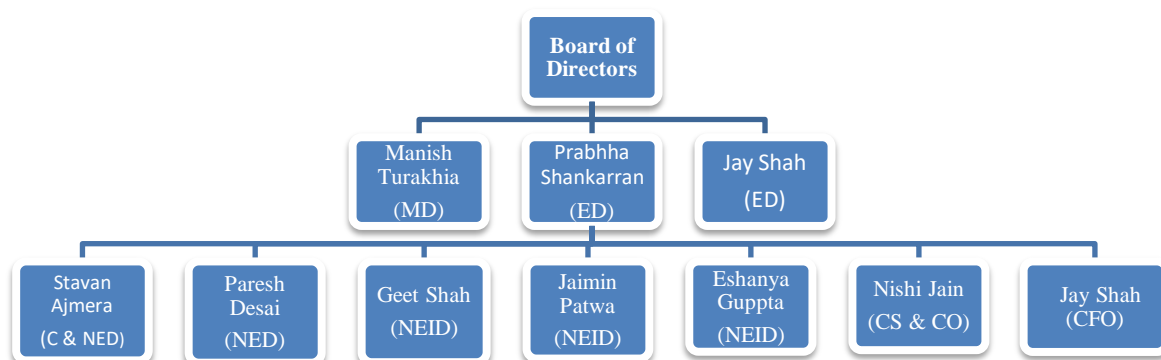 Board of
Directors
Manish
Turakhia
(MD)
Prabhha
Shankarran
(ED)
Jay Shah
(ED)
Stavan
Ajmera
(C & NED)
Paresh
Desai
(NED)
Geet Shah
(NEID)
Jaimin
Patwa
(NEID)
Eshanya
Guppta
(NEID)
Nishi Jain
(CS & CO)
Jay Shah
(CFO)